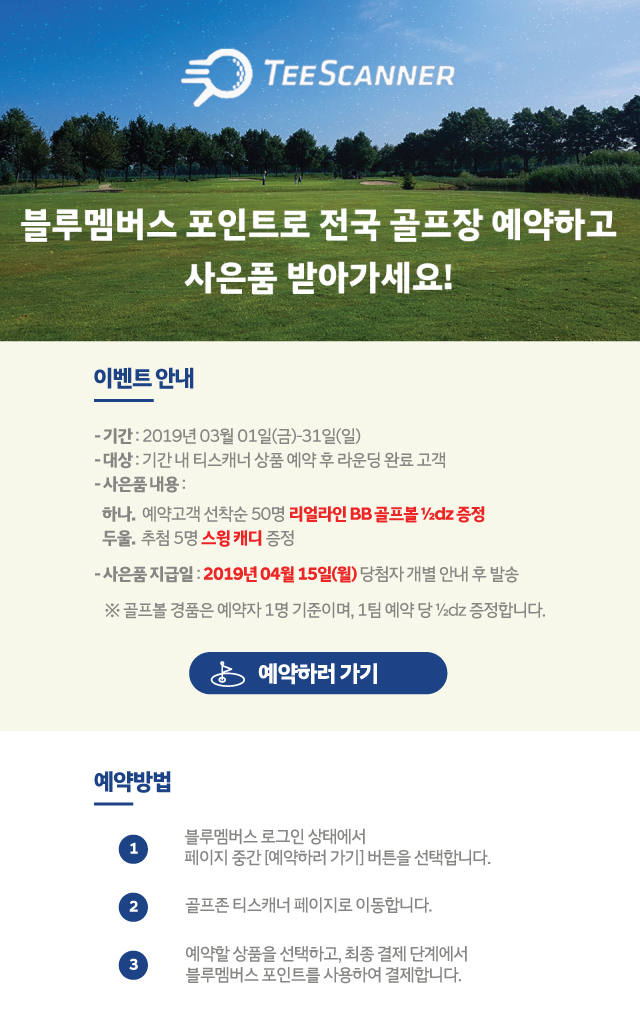 TEESCANNER
블루멤버스 포인트로 전국 골프장 예약하고
사은품 받아가세요!
이벤트 안내
- 기간 : 2019년 03월 01일(금)-31일(일)
- 대상 : 기간 내 티스캐너 상품 예약 후 라운딩 완료 고객
- 사은품 내용 :
하나. 예약고객 선착순 50명 리얼라인 BB 골프볼 ½dz 증정
두울. 추첨 5명 스윙 캐디 증정
- 사은품 지급일 : 2019년 04월 15일(월) 당첨자 개별 안내 후 발송
※ 골프볼 경품은 예약자 1명 기준이며, 1팀 예약 당 ½dz 증정합니다.
예약하러 가기
예약방법
1
블루멤버스 로그인 상태에서
페이지 중간 [예약하러 가기] 버튼을 선택합니다.
2
골프존 티스캐너 페이지로 이동합니다.
3
예약할 상품을 선택하고, 최종 결제 단계에서
블루멤버스 포인트를 사용하여 결제합니다.